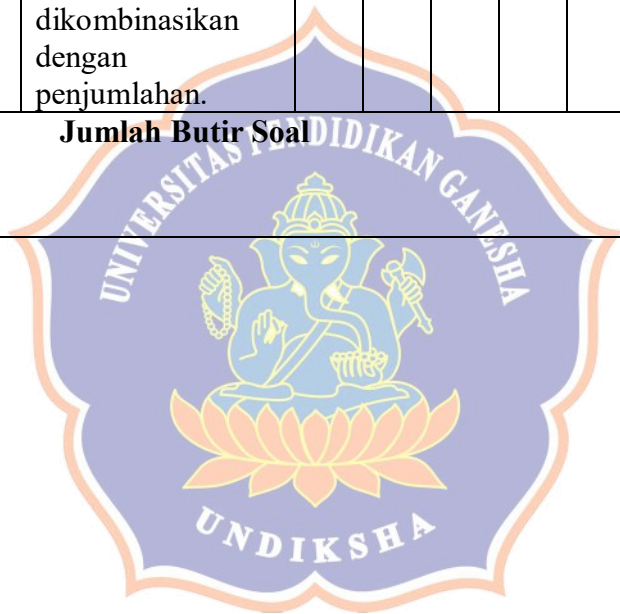 dikombinasikan
dengan
penjumlahan.
Jumlah Butir Soal
UNIVERSITAS PENDIDIKAN GANESHA
UNDIKSHA